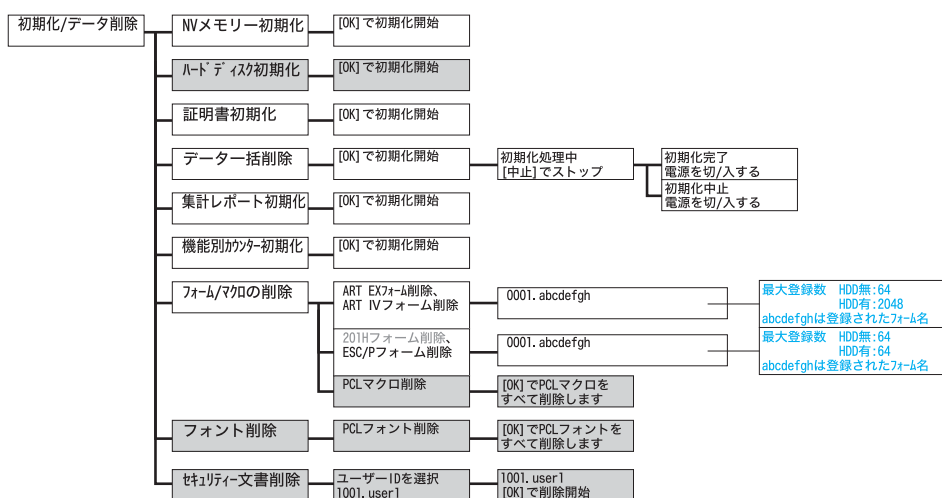 初期化/データ削除
NVメモリー初期化
[OK]で初期化開始
ハードディスク初期化
[OK]で初期化開始
証明書初期化
[OK]で初期化開始
データ一括削除
[OK]で初期化開始
初期化処理中
[中止]でストップ
初期化完了
電源を切/入する
初期化中止
電源を切/入する
集計レポート初期化
[OK]で初期化開始
機能別カウンター初期化
[OK]で初期化開始
フォーム/マクロの削除
ART EXフォーム削除、
ART IVフォーム削除
0001.abcdefgh
最大登録数 HDD無:64
HDD有:2048
abcdefghは登録されたフォーム名
201Hフォーム削除、
ESC/Pフォーム削除
0001.abcdefgh
最大登録数 HDD無:64
HDD有:64
abcdefghは登録されたフォーム名
PCLマクロ削除
[OK]でPCLマクロを
すべて削除します
フォント削除
PCLフォント削除
[OK]でPCLフォントを
すべて削除します
セキュリティー文書削除
ユーザーIDを選択
1001.user1
1001.user1
[OK]で削除開始